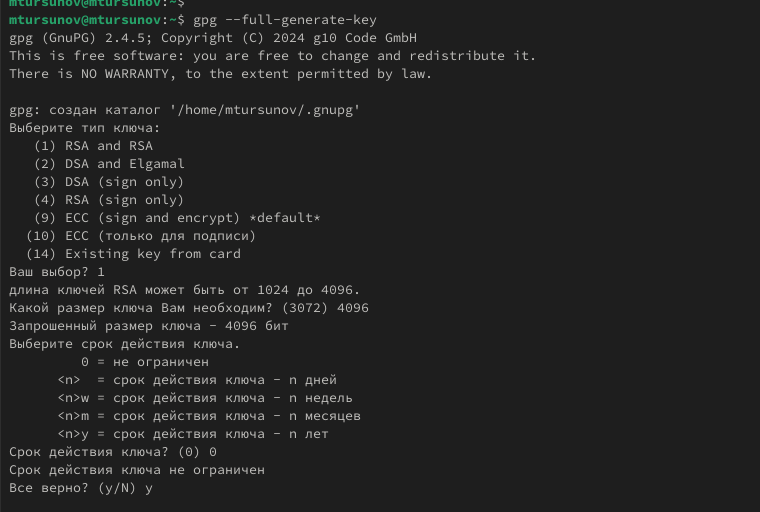 mtursunov@mtursunov:~$
mtursunov@mtursunov:~$ gpg --full-generate-key
gpg (GnuPG) 2.4.5; Copyright (C) 2024 g10 Code GmbH
This is free software: you are free to change and redistribute it.
There is NO WARRANTY, to the extent permitted by law.

gpg: создан каталог '/home/mtursunov/.gnupg'
Выберите тип ключа:
   (1) RSA and RSA
   (2) DSA and Elgamal
   (3) DSA (sign only)
   (4) RSA (sign only)
   (9) ECC (sign and encrypt) *default*
  (10) ECC (только для подписи)
  (14) Existing key from card
Ваш выбор? 1
длина ключей RSA может быть от 1024 до 4096.
Какой размер ключа Вам необходим? (3072) 4096
Запрошенный размер ключа - 4096 бит
Выберите срок действия ключа.
         0 = не ограничен
      <n>  = срок действия ключа - n дней
      <n>w = срок действия ключа - n недель
      <n>m = срок действия ключа - n месяцев
      <n>y = срок действия ключа - n лет
Срок действия ключа? (0) 0
Срок действия ключа не ограничен
Все верно? (y/N) y